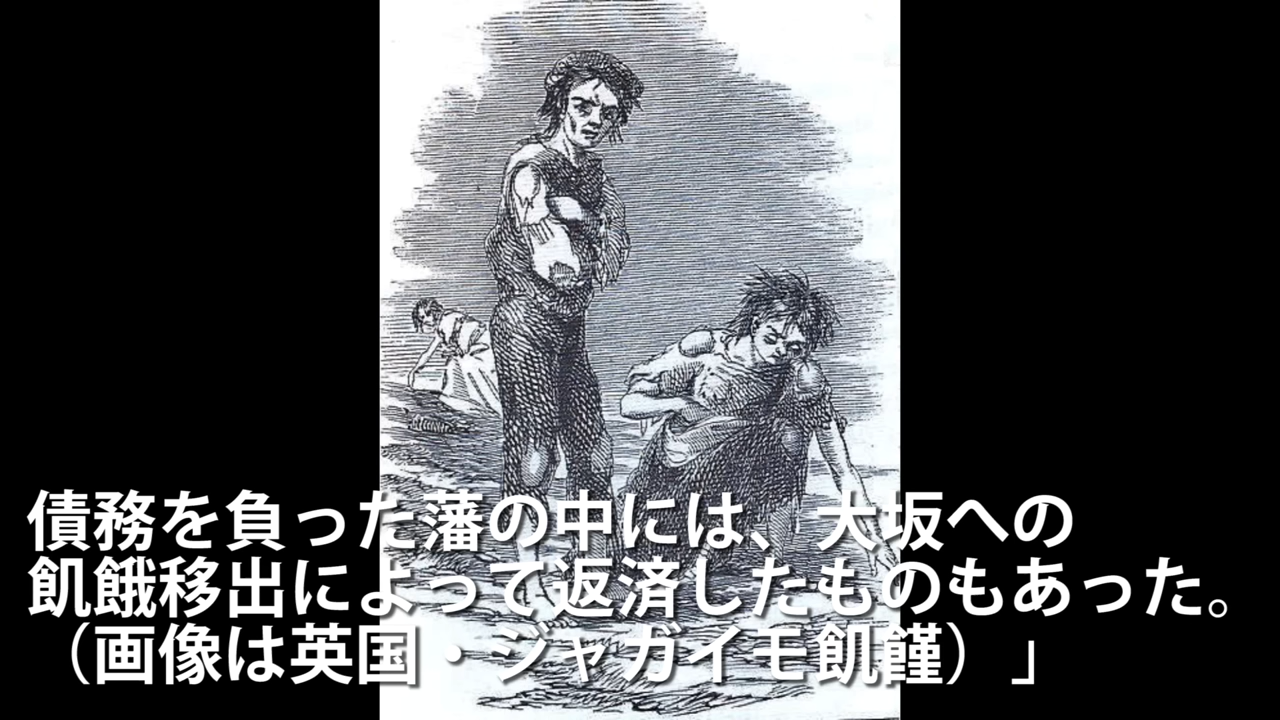 債務を負った藩の中には、大坂への
飢餓移出によって返済したものもあった。
（画像は英国・ジャガイモ飢饉）」